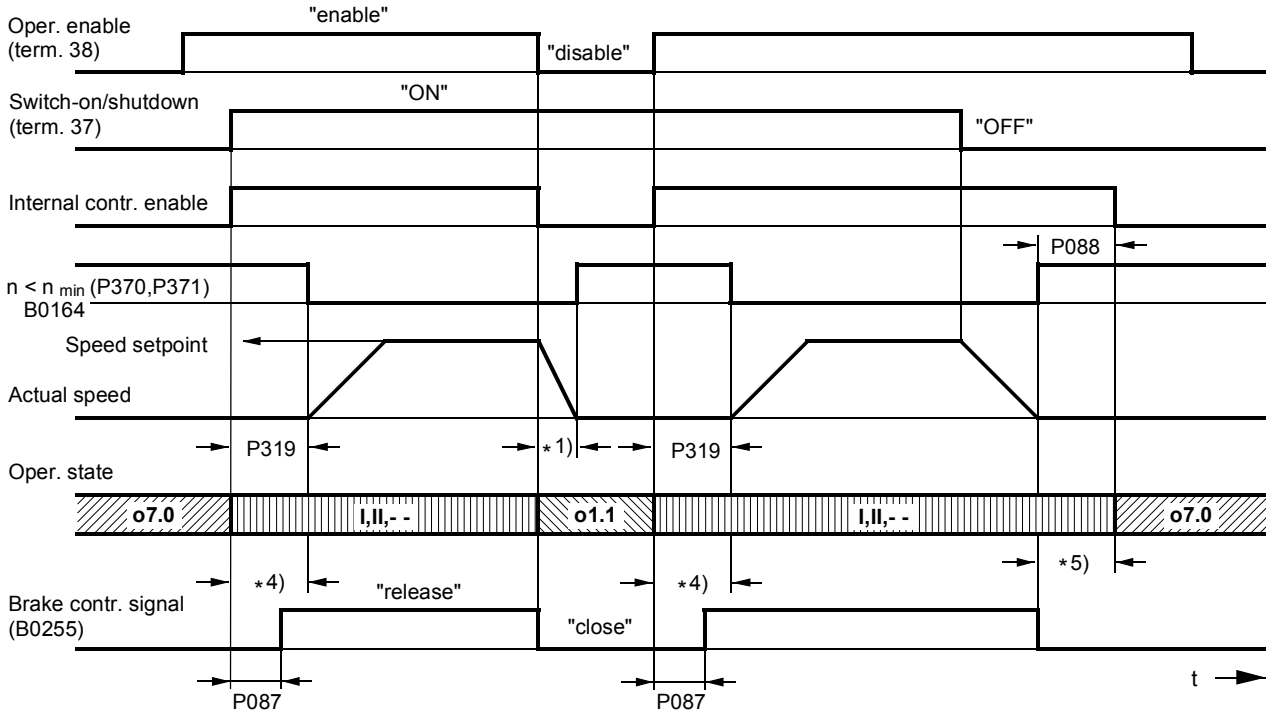 Oper. enable
(term. 38)
"enable"
"disable"
Switch-on/shutdown
(term. 37)
"ON"
"OFF"
Internal contr. enable
P088
n < n min (P370,P371)
B0164
Speed setpoint
Actual speed
P319
*1)
P319
Oper. state
o7.0
I,II,- -
o1.1
I,II,- -
o7.0
*4)
*4)
*5)
Brake contr. signal
(B0255)
"release"
"close"
P087
P087
t